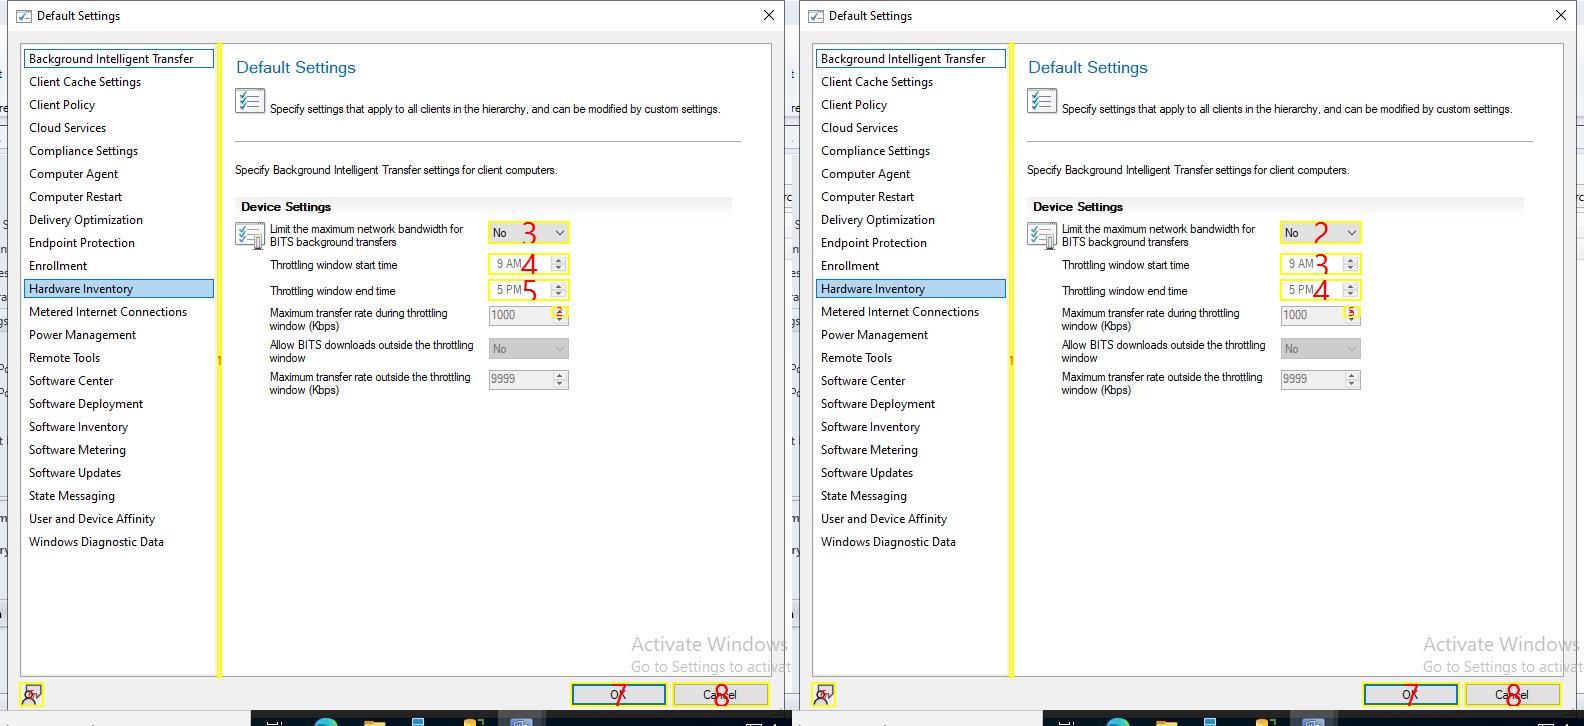 Default Settings
Background Intelligent Transfer
Client Cache Settings
Client Policy
Cloud Services
Compliance Settings
Computer Agent
Computer Restart
Delivery Optimization
Endpoint Protection
Enrollment
Hardware Inventory
Metered Internet Connections
Power Management
Remote Tools
Software Center
Software Deployment
Software Inventory
Software Metering
Software Updates
State Messaging
User and Device Affinity
Windows Diagnostic Data
1
Default Settings
Specify settings that apply to all clients in the hierarchy, and can be modified by custom settings.
Specify Background Intelligent Transfer settings for client computers.
Device Settings
Limit the maximum network bandwidth for
BITS background transfers
No 3
Throttling window start time
9 AM 4
Throttling window end time
5 PM 5
Maximum transfer rate during throttling
window (Kbps)
1000 2
Allow BITS downloads outside the throttling
window
No
Maximum transfer rate outside the throttling
window (Kbps)
9999
Activate Windows
Go to Settings to activat
OK 7
Cancel 8
Default Settings
Background Intelligent Transfer
Client Cache Settings
Client Policy
Cloud Services
Compliance Settings
Computer Agent
Computer Restart
Delivery Optimization
Endpoint Protection
Enrollment
Hardware Inventory
Metered Internet Connections
Power Management
Remote Tools
Software Center
Software Deployment
Software Inventory
Software Metering
Software Updates
State Messaging
User and Device Affinity
Windows Diagnostic Data
1
Default Settings
Specify settings that apply to all clients in the hierarchy, and can be modified by custom settings.
Specify Background Intelligent Transfer settings for client computers.
Device Settings
Limit the maximum network bandwidth for
BITS background transfers
No 2
Throttling window start time
9 AM 3
Throttling window end time
5 PM 4
Maximum transfer rate during throttling
window (Kbps)
1000 5
Allow BITS downloads outside the throttling
window
No
Maximum transfer rate outside the throttling
window (Kbps)
9999
Activate Windows
Go to Settings to activat
OK 7
Cancel 8